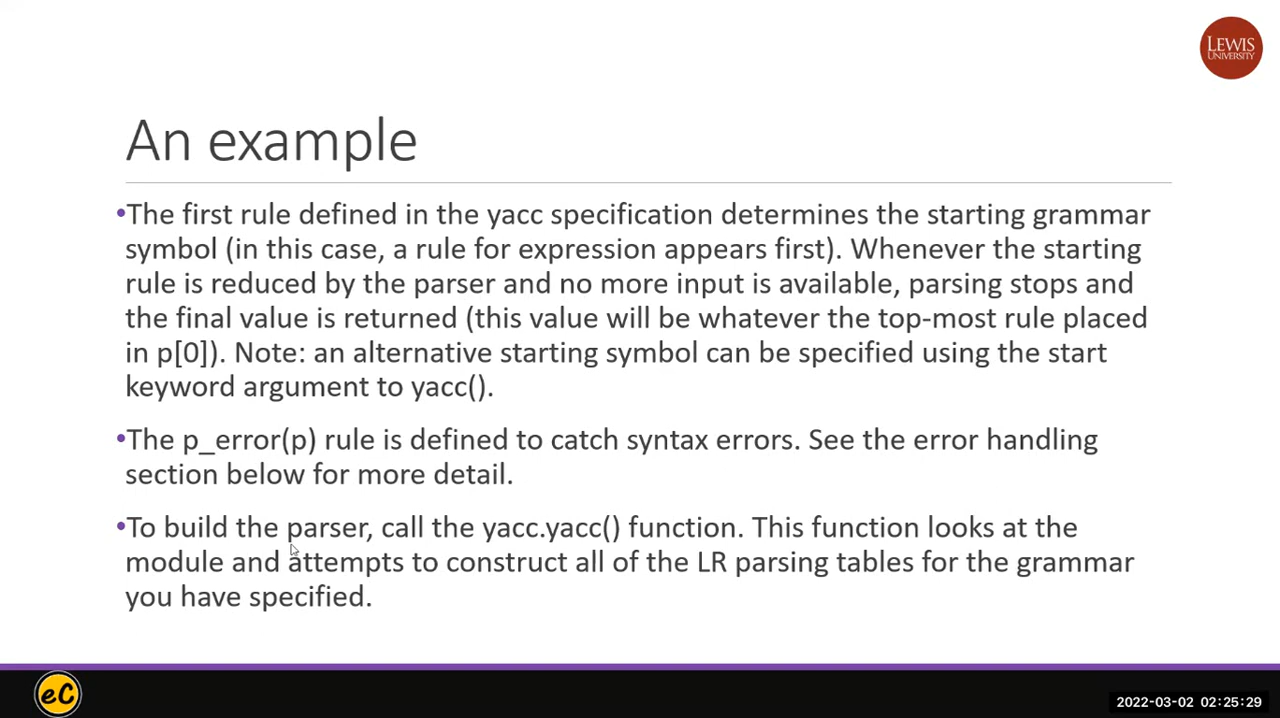 LEWIS
UNIVERSITY
An example
•The first rule defined in the yacc specification determines the starting grammar
symbol (in this case, a rule for expression appears first). Whenever the starting
rule is reduced by the parser and no more input is available, parsing stops and
the final value is returned (this value will be whatever the top-most rule placed
in p[0]). Note: an alternative starting symbol can be specified using the start
keyword argument to yacc().
•The p_error(p) rule is defined to catch syntax errors. See the error handling
section below for more detail.
•To build the parser, call the yacc.yacc() function. This function looks at the
module and attempts to construct all of the LR parsing tables for the grammar
you have specified.
eC
2022-03-02 02:25:29